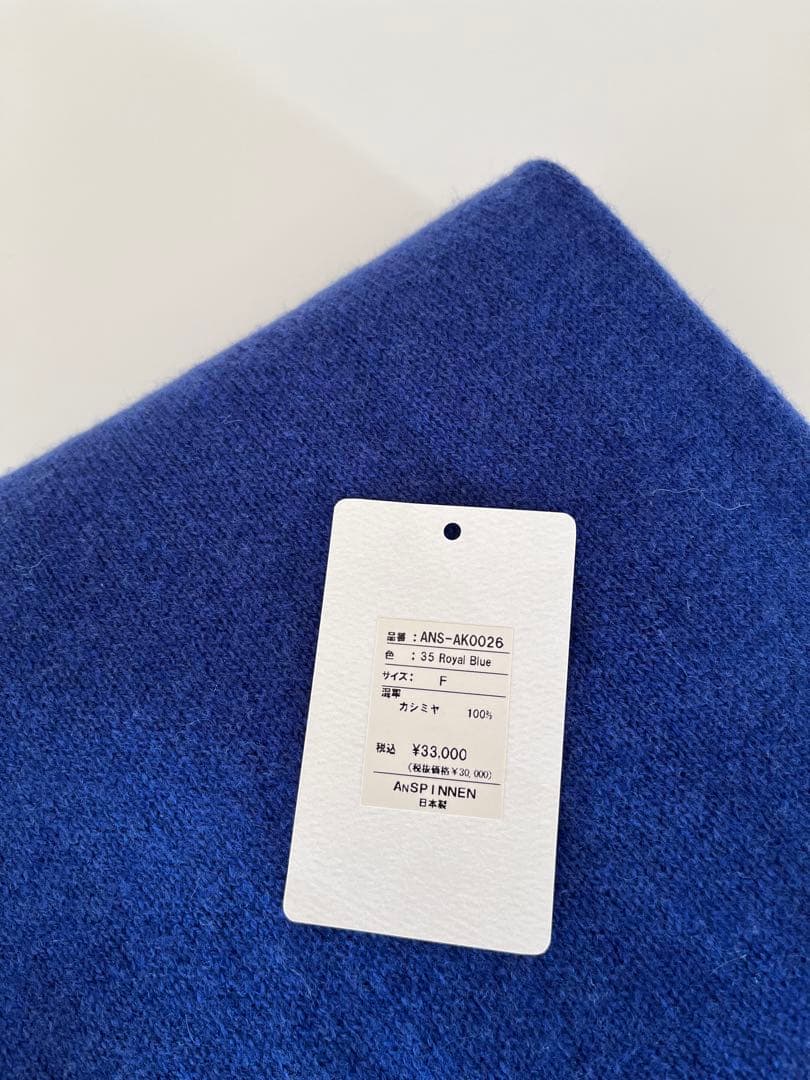 品番 : ANS-AK0026
色 : 35 Royal Blue
サイズ: F
混率
カシミヤ 100%
税込 ¥33,000
(税抜価格¥30,000)
ANSPINNEN
日本製